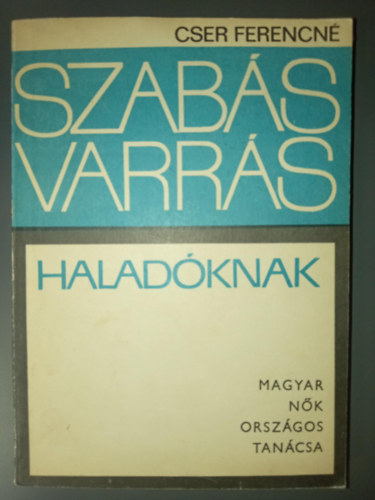 CSER FERENCNÉ
SZABÁS
VARRÁS
HALADÓKNAK
MAGYAR
NŐK
ORSZÁGOS
TANÁCSA